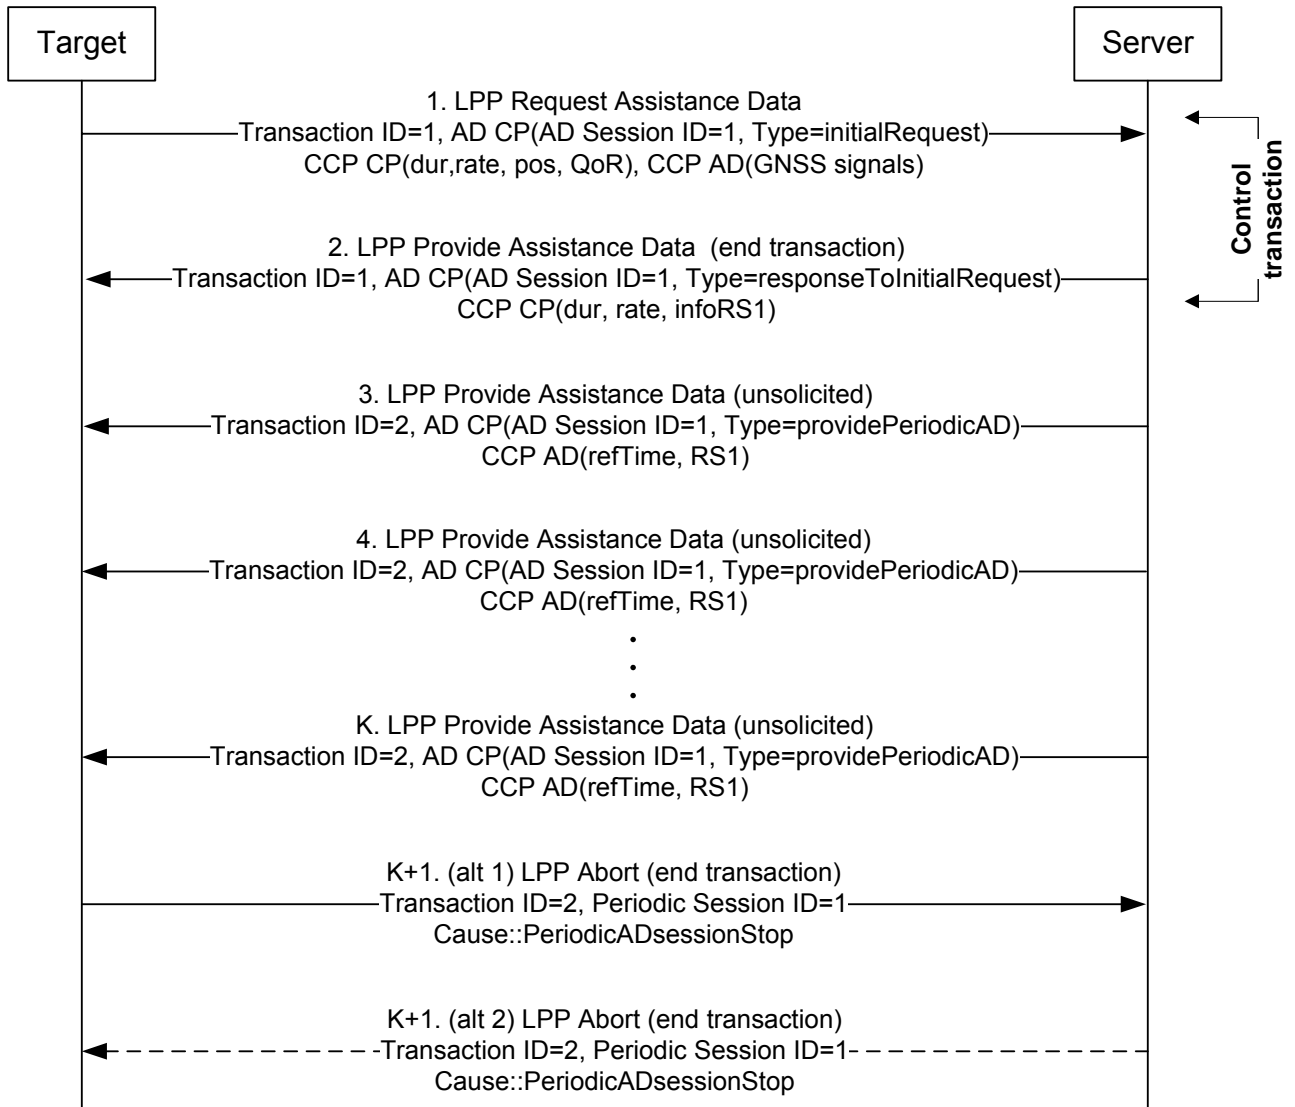 Target
Server
1. LPP Request Assistance Data
Transaction ID=1, AD CP(AD Session ID=1, Type=initialRequest)
CCP CP(dur,rate, pos, QoR), CCP AD(GNSS signals)
Control
transaction
2. LPP Provide Assistance Data (end transaction)
Transaction ID=1, AD CP(AD Session ID=1, Type=responseToInitialRequest)
CCP CP(dur, rate, infoRS1)
3. LPP Provide Assistance Data (unsolicited)
Transaction ID=2, AD CP(AD Session ID=1, Type=providePeriodicAD)
CCP AD(refTime, RS1)
4. LPP Provide Assistance Data (unsolicited)
Transaction ID=2, AD CP(AD Session ID=1, Type=providePeriodicAD)
CCP AD(refTime, RS1)
.
.
.
K. LPP Provide Assistance Data (unsolicited)
Transaction ID=2, AD CP(AD Session ID=1, Type=providePeriodicAD)
CCP AD(refTime, RS1)
K+1. (alt 1) LPP Abort (end transaction)
Transaction ID=2, Periodic Session ID=1
Cause::PeriodicADsessionStop
K+1. (alt 2) LPP Abort (end transaction)
Transaction ID=2, Periodic Session ID=1
Cause::PeriodicADsessionStop